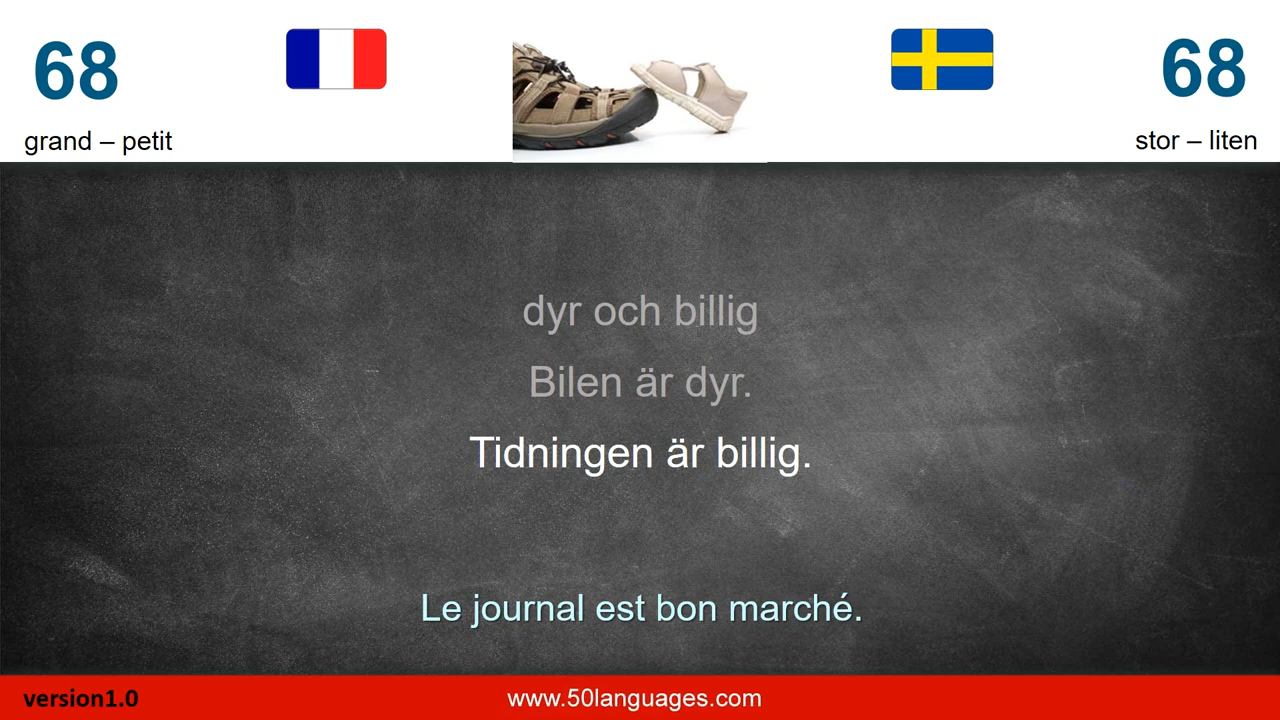 68
68
grand – petit
stor – liten
dyr och billig
Bilen är dyr.
Tidningen är billig.
Le journal est bon marché.
version1.0
www.50languages.com